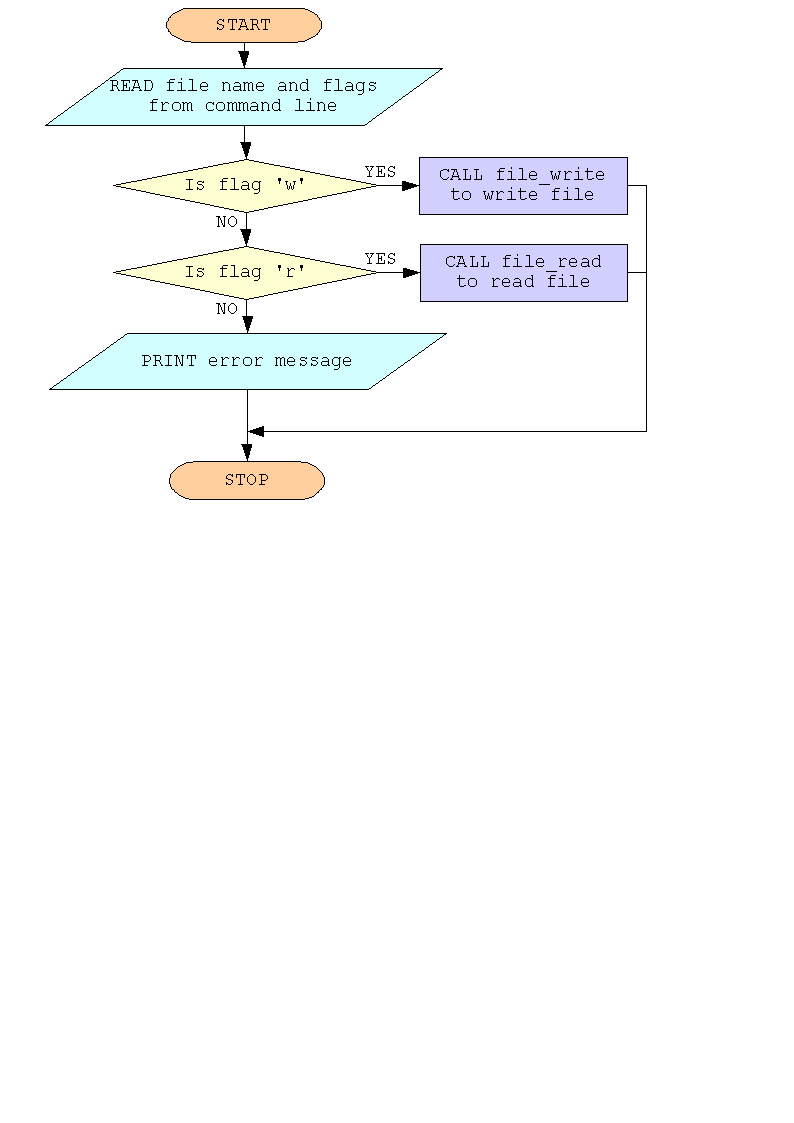 START
READ file name and flags
from command line
Is flag 'w'
YES
CALL file_write
to write file
NO
Is flag 'r'
YES
CALL file_read
to read file
NO
PRINT error message
STOP